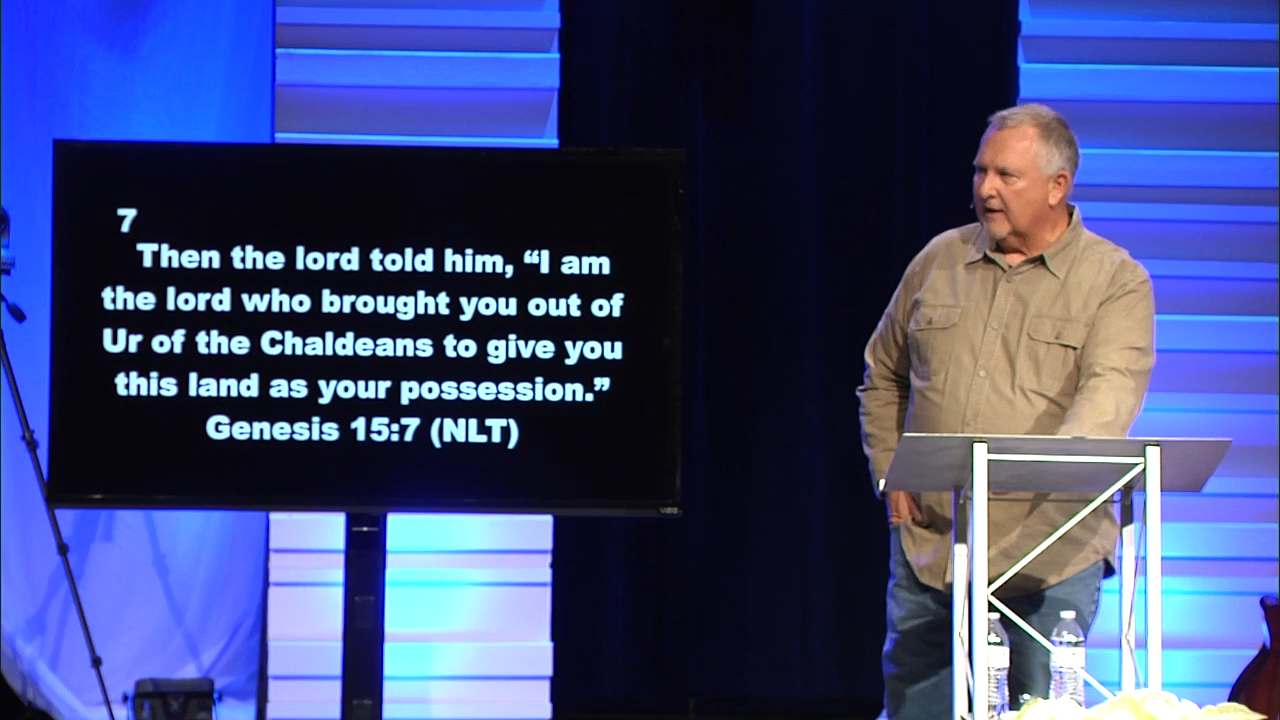 7
Then the lord told him, “I am
the lord who brought you out of
Ur of the Chaldeans to give you
this land as your possession.”
Genesis 15:7 (NLT)